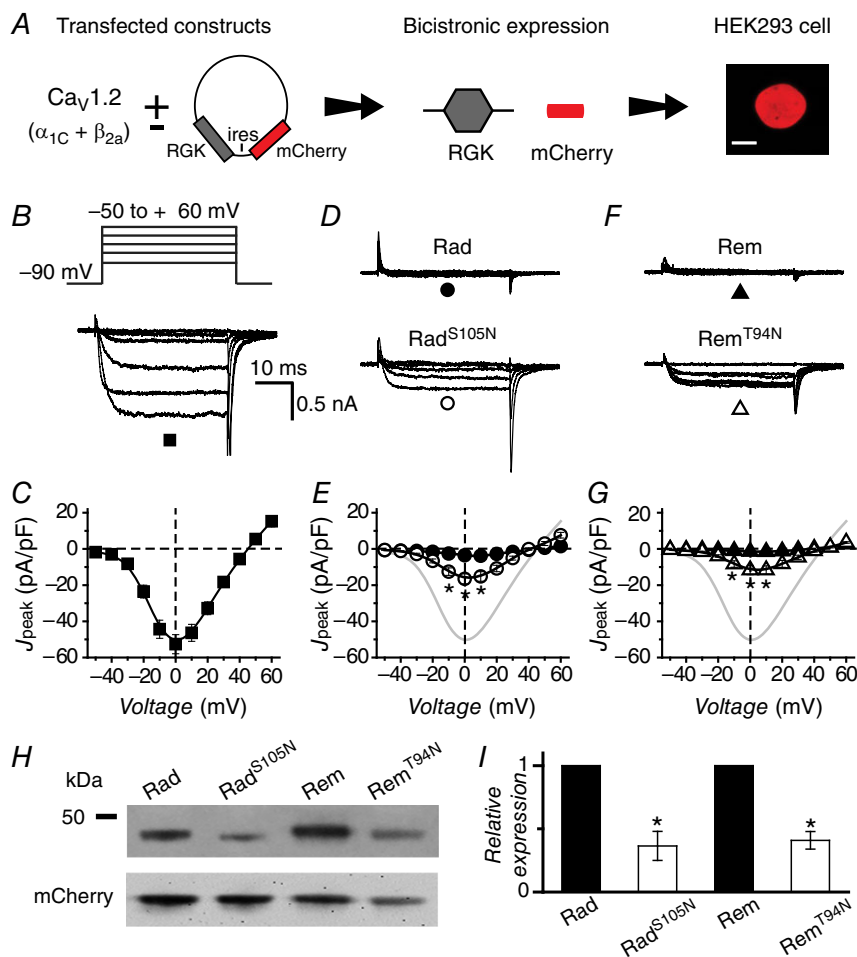 A Transfected constructs Bicistronic expression HEK293 cell
CaV1.2
(α1C + β2a)
+
–
ires
RGK
mCherry
RGK
mCherry
B
–50 to + 60 mV
–90 mV
10 ms
0.5 nA
D
Rad
RadS105N
F
Rem
RemT94N
C
20
0
–20
–40
–60
Jpeak (pA/pF)
–40 0 20 40 60
Voltage (mV)
E
20
0
–20
–40
–60
Jpeak (pA/pF)
* * *
–40 0 20 40 60
Voltage (mV)
G
20
0
–20
–40
–60
Jpeak (pA/pF)
* * *
–40 0 20 40 60
Voltage (mV)
H
kDa
Rad RadS105N Rem RemT94N
50
mCherry
I
Relative
expression
1
0
* *
Rad RadS105N Rem RemT94N